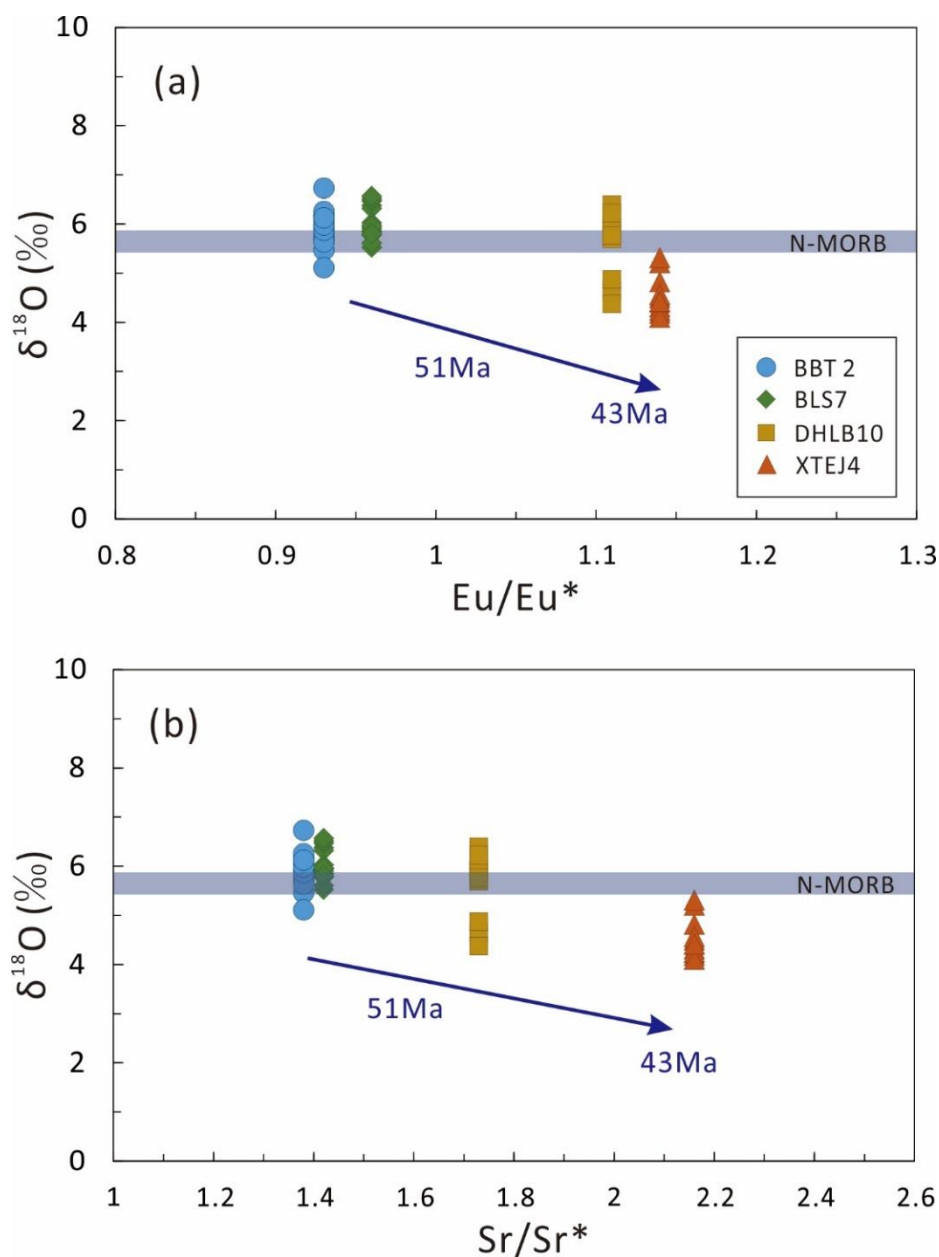 (a)
10
8
6
4
2
0
δ¹⁸O (‰)
N-MORB
51Ma
43Ma
BBT 2
BLS7
DHLB10
XTEJ4
0.8 0.9 1 1.1 1.2 1.3
Eu/Eu*
(b)
10
8
6
4
2
0
δ¹⁸O (‰)
N-MORB
51Ma
43Ma
1 1.2 1.4 1.6 1.8 2 2.2 2.4 2.6
Sr/Sr*